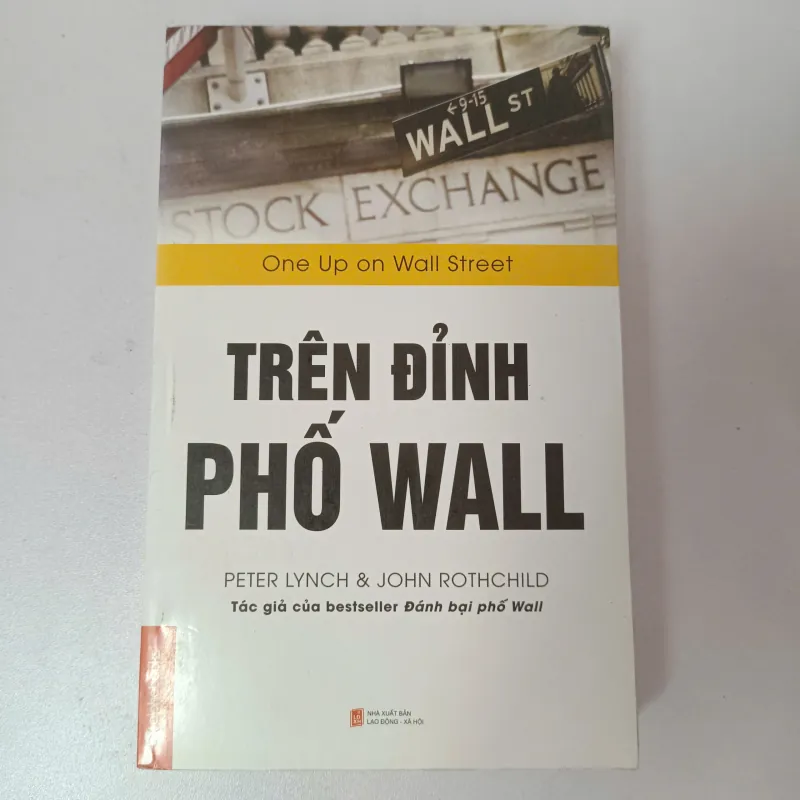 ←9-15
WALL ST
STOCK EXCHANGE
One Up on Wall Street
TRÊN ĐỈNH
PHỐ WALL
PETER LYNCH & JOHN ROTHCHILD
Tác giả của bestseller Đánh bại phố Wall
NHÀ XUẤT BẢN
LAO ĐỘNG - XÃ HỘI